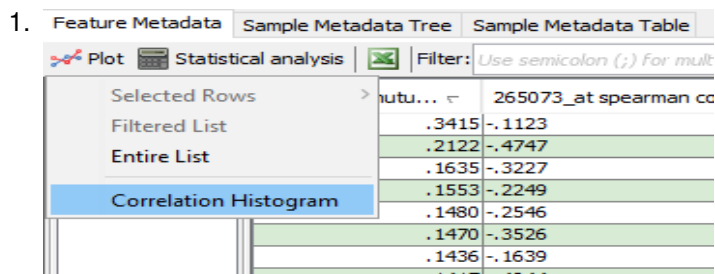 1. Feature Metadata Sample Metadata Tree Sample Metadata Table
Plot Statistical analysis Filter: Use semicolon (;) for mult
Selected Rows > nutu... 265073_at spearman co
Filtered List .3415 -.1123
Entire List .2122 -.4747
.1635 -.3227
Correlation Histogram .1553 -.2249
.1480 -.2546
.1470 -.3526
.1436 -.1639